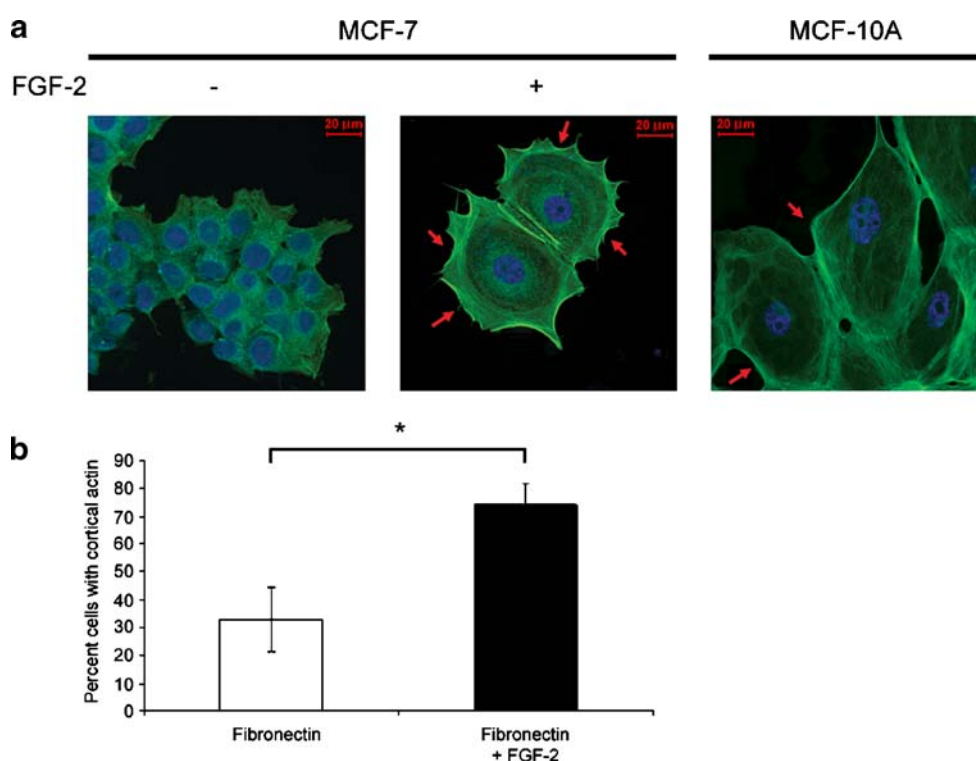 a
MCF-7
MCF-10A
FGF-2
-
+
20 µm
20 µm
20 µm
b
*
Percent cells with cortical actin
90
80
70
60
50
40
30
20
10
0
Fibronectin
Fibronectin
+ FGF-2